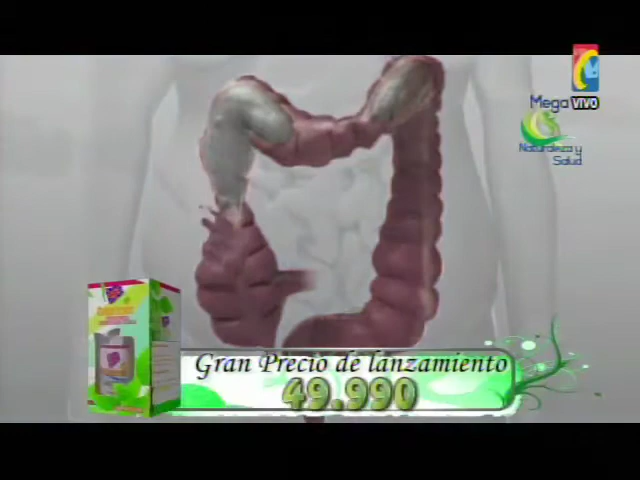 Mega VIVO
Naturaleza y
Salud
Gran Precio de lanzamiento
49.990